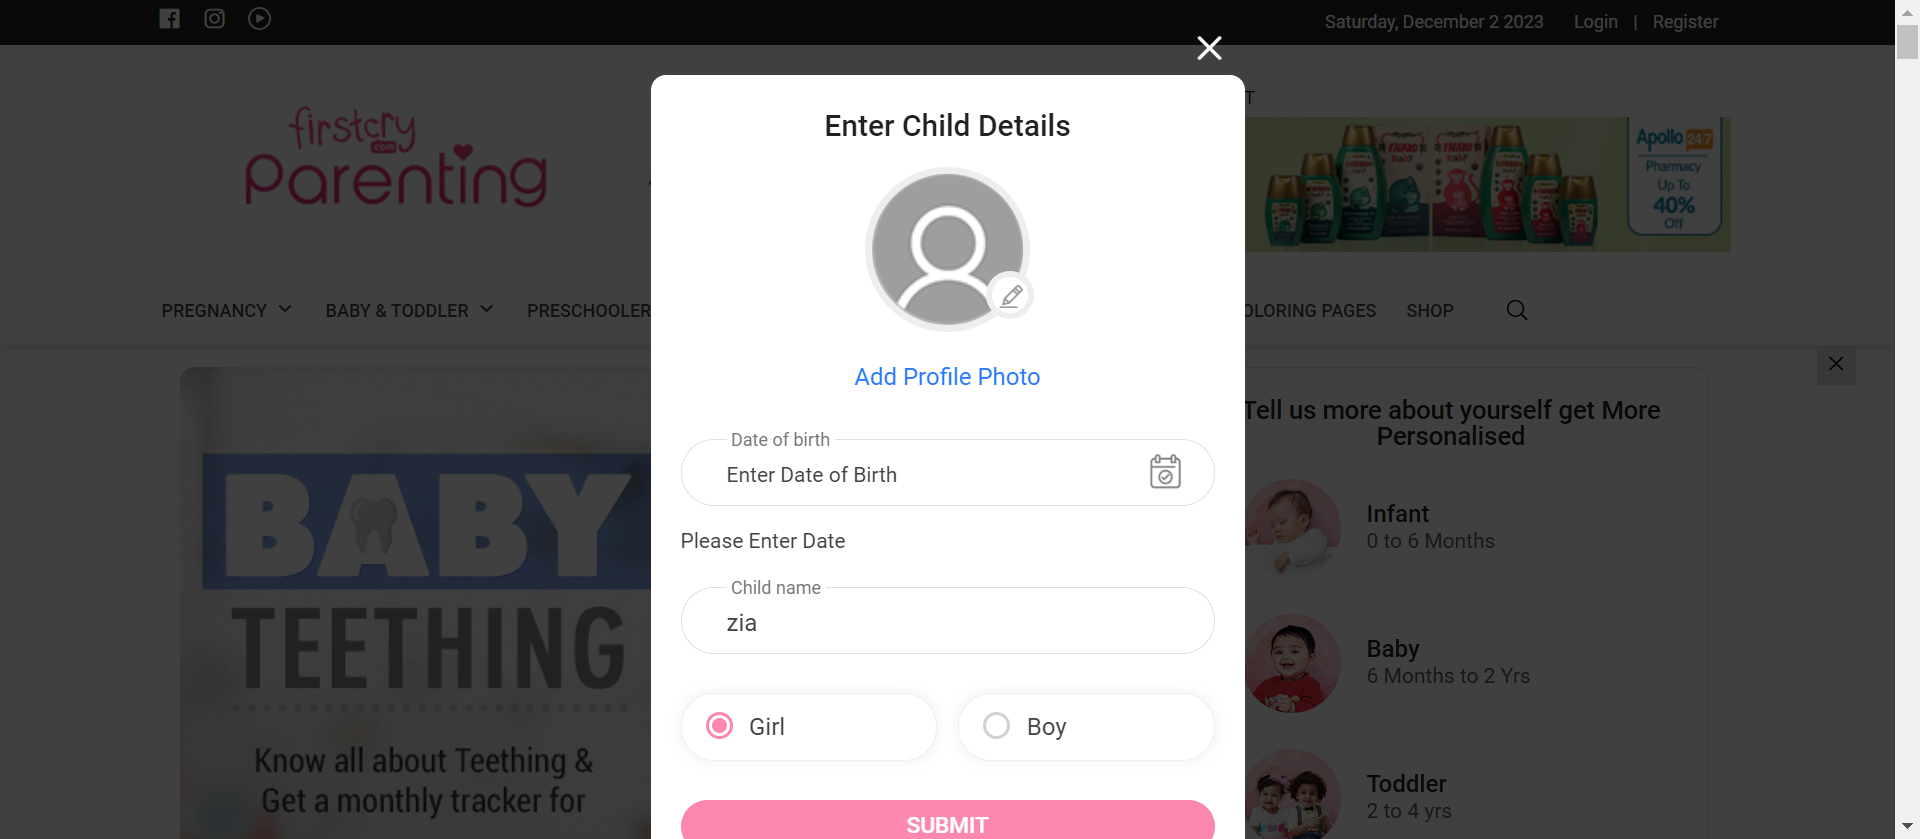 Saturday, December 2 2023 Login | Register
firstcry
.com
Parenting
T
FIGARO
Baby
FIGARO
Baby
Apollo 24|7
Pharmacy
Up To
40%
Off
PREGNANCY BABY & TODDLER PRESCHOOLER OLORING PAGES SHOP
Enter Child Details
Add Profile Photo
Date of birth
Enter Date of Birth
Please Enter Date
Child name
zia
Girl Boy
SUBMIT
BABY
TEETHING
Know all about Teething &
Get a monthly tracker for
Tell us more about yourself get More
Personalised
Infant
0 to 6 Months
Baby
6 Months to 2 Yrs
Toddler
2 to 4 yrs